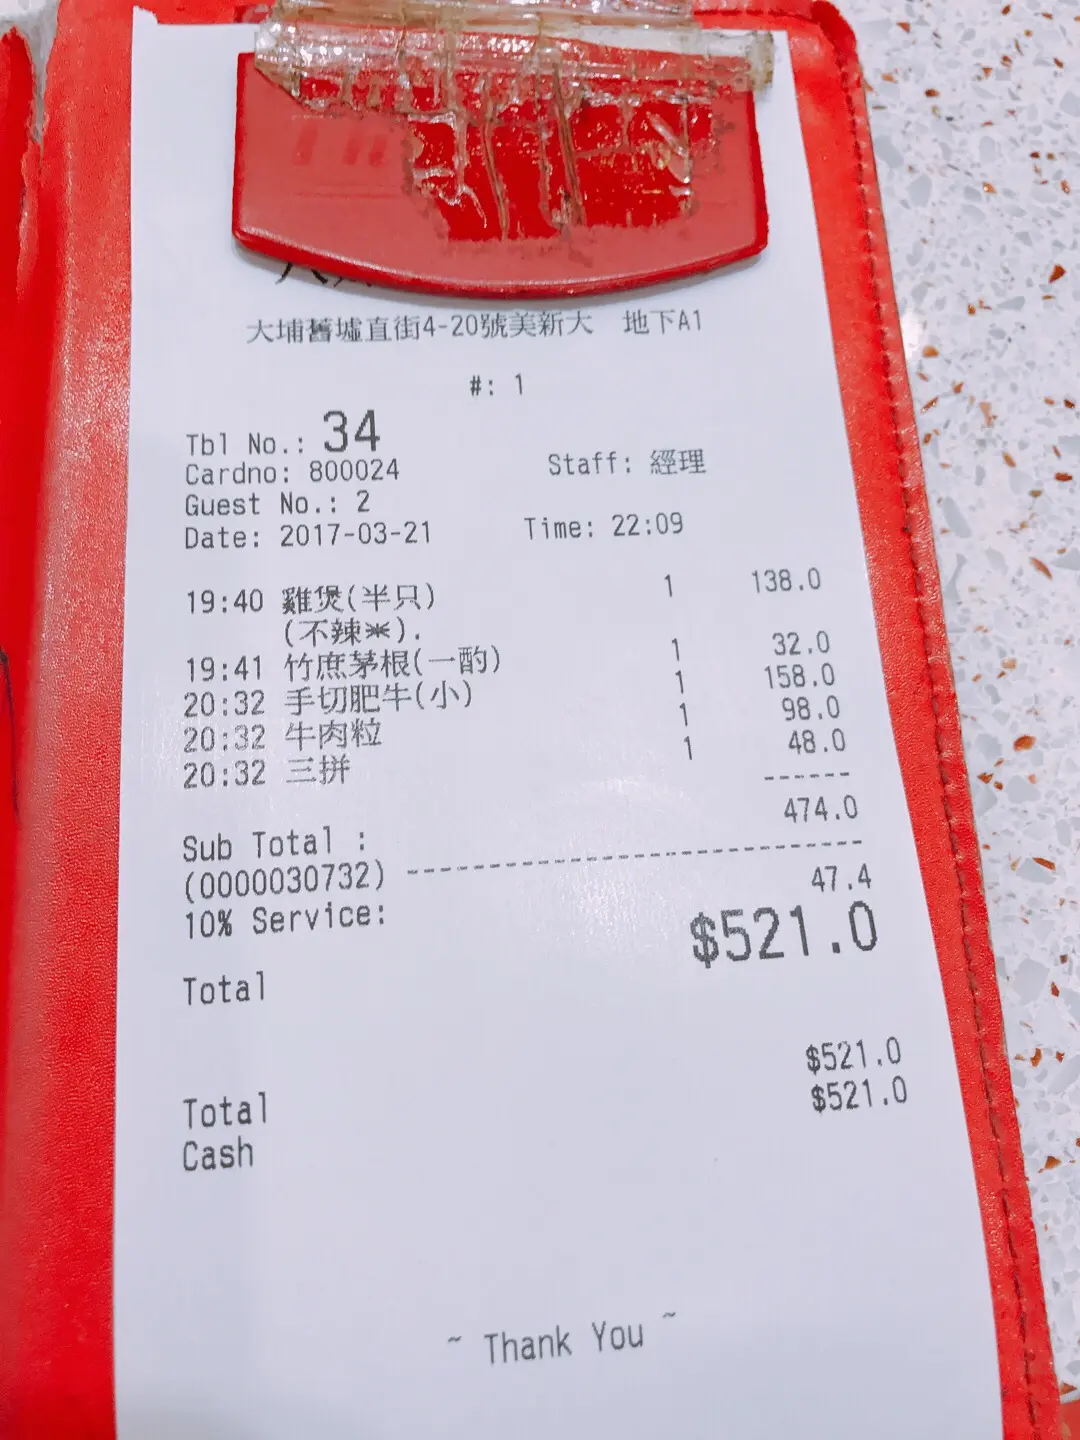 大埔舊墟直街4-20號美新大 地下A1
#: 1
Tbl No.: 34
Cardno: 800024 Staff: 經理
Guest No.: 2
Date: 2017-03-21 Time: 22:09
19:40 雞煲(半只) 1 138.0
(不辣※).
19:41 竹庶茅根(一酌) 1 32.0
20:32 手切肥牛(小) 1 158.0
20:32 牛肉粒 1 98.0
20:32 三拼 1 48.0
------
Sub Total : 474.0
(0000030732) ------------------------------
10% Service: 47.4
Total $521.0
Total $521.0
Cash $521.0
~ Thank You ~